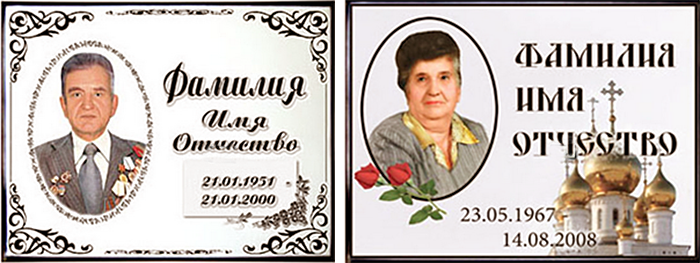 Фамилия
Имя
Отчество
21.01.1951
21.01.2000
ФАМИЛИЯ
ИМЯ
ОТЧЕСТВО
23.05.1967
14.08.2008